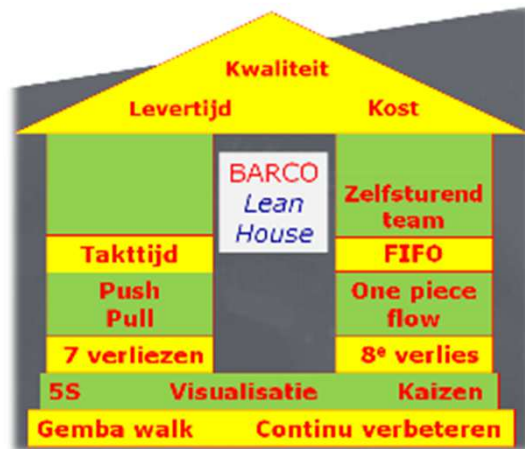 Kwaliteit
Levertijd Kost
BARCO
Lean
House
Zelfsturend
team
Takttijd FIFO
Push
Pull
One piece
flow
7 verliezen 8ᵉ verlies
5S Visualisatie Kaizen
Gemba walk Continu verbeteren